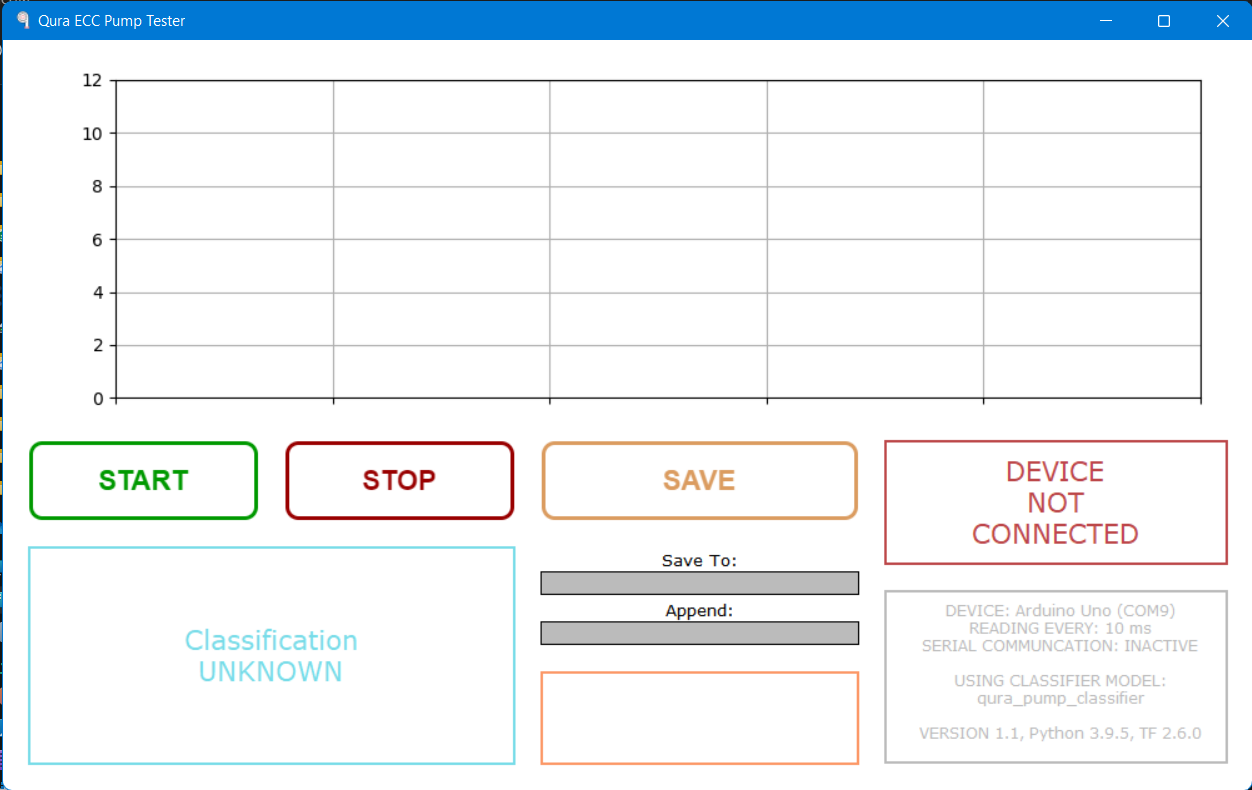 Qura ECC Pump Tester
12
10
8
6
4
2
0
START
STOP
SAVE
DEVICE
NOT
CONNECTED
Classification
UNKNOWN
Save To:
Append:
DEVICE: Arduino Uno (COM9)
READING EVERY: 10 ms
SERIAL COMMUNCATION: INACTIVE
USING CLASSIFIER MODEL:
qura_pump_classifier
VERSION 1.1, Python 3.9.5, TF 2.6.0